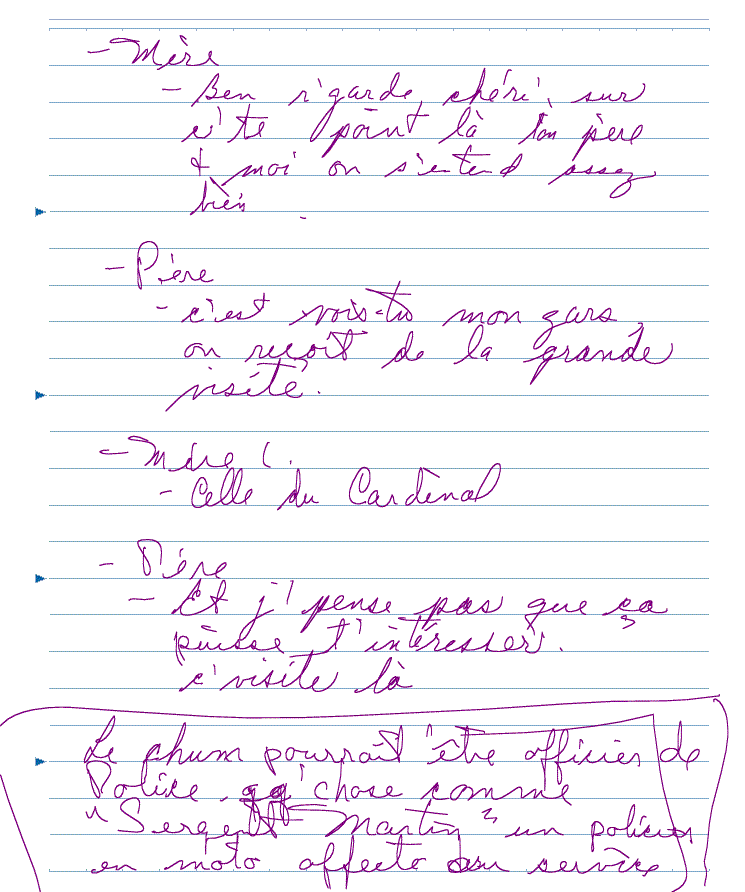 - Mère
- Ben r'garde, chéri, sur
c'te point là ton père
& moi on s'entend assez
bien
- Père
- c'est vois-tu mon gars,
on reçoit de la grande
visite.
- Mère (.
- Celle du Cardinal
- Père
- Et j'pense pas que ça
puisse t'intéresser.
c'visite là
Le chum pourrait être officier de
Police, qq'chose comme
"Sergent Martin" un policier
en moto affecté au service